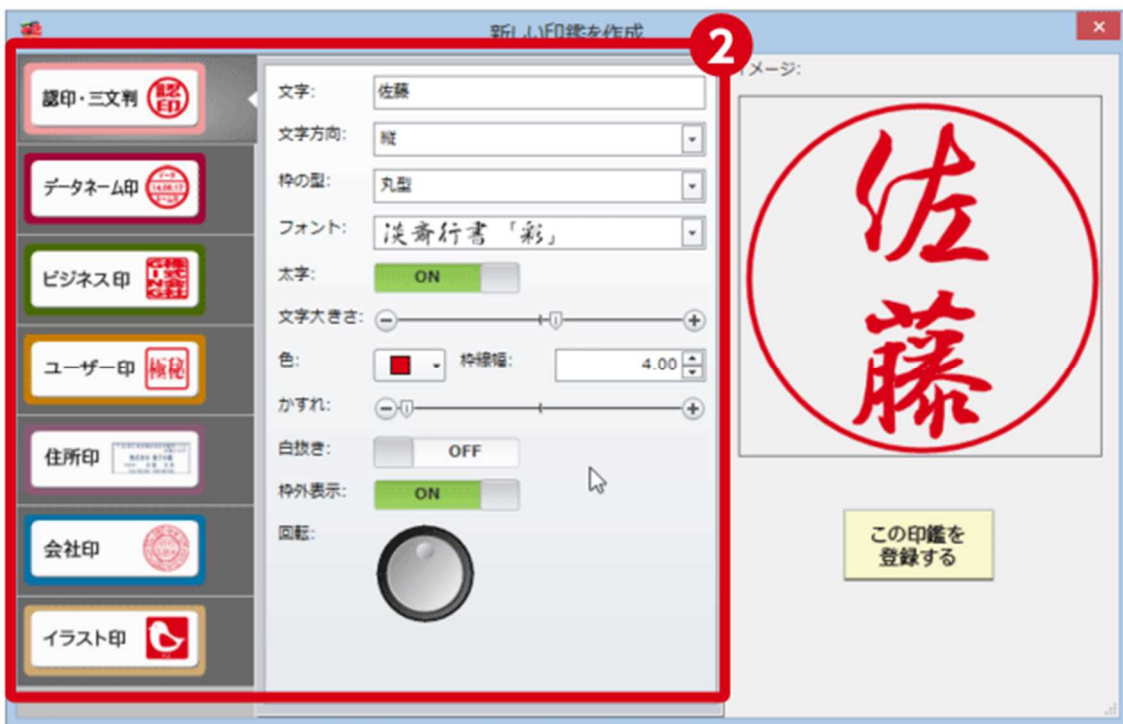 新しい印鑑を作成
2
認印・三文判
認印
データネーム印
ビジネス印
ユーザー印
極秘
住所印
会社印
イラスト印
文字:
佐藤
文字方向:
縦
枠の型:
丸型
フォント:
淡斎行書「彩」
太字:
ON
文字大きさ:
色:
枠線幅:
4.00
かすれ:
白抜き:
OFF
枠外表示:
ON
回転:
メージ:
佐
藤
この印鑑を
登録する